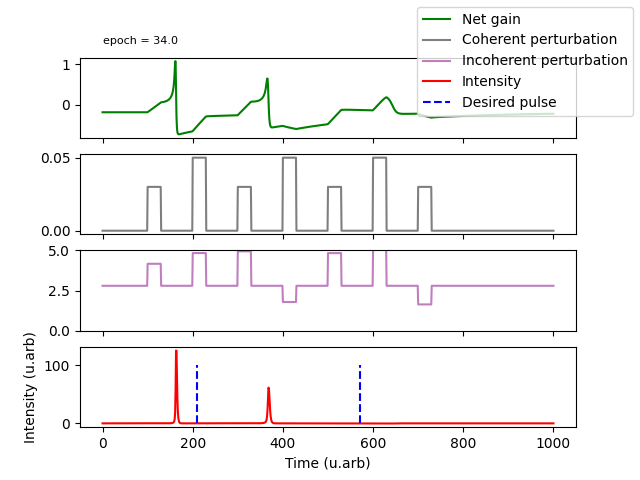 epoch = 34.0
Net gain
Coherent perturbation
Incoherent perturbation
Intensity
Desired pulse
1
0
0.05
0.00
5.0
2.5
0.0
100
0
Intensity (u.arb)
0 200 400 600 800 1000
Time (u.arb)